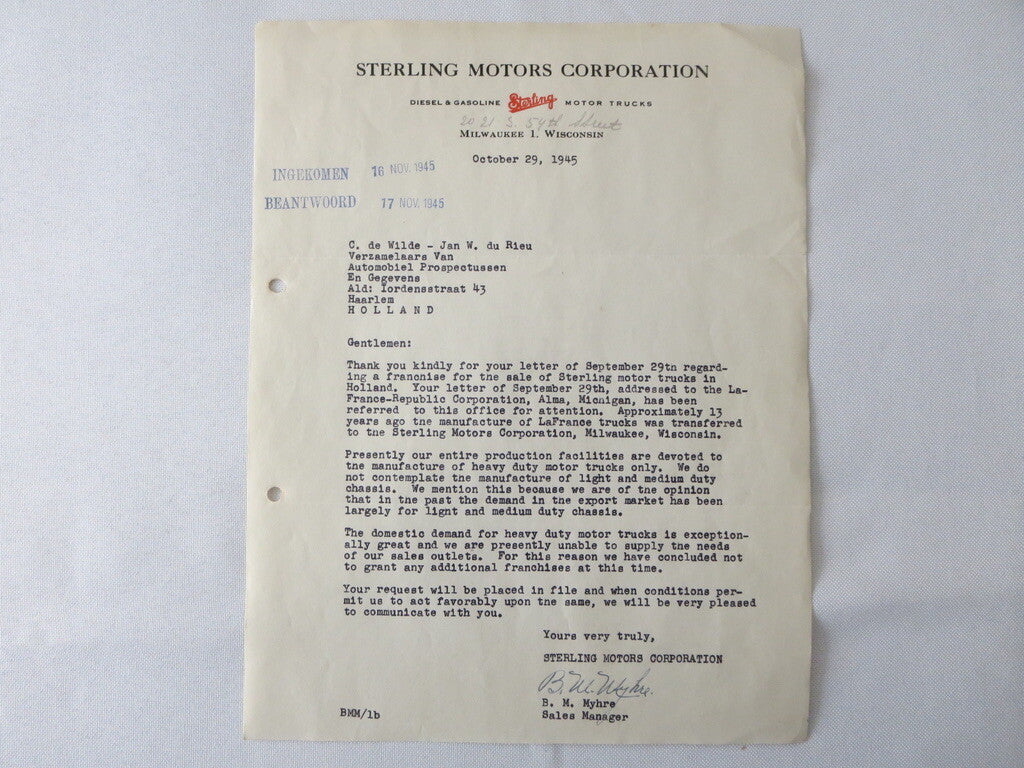 STERLING MOTORS CORPORATION
DIESEL & GASOLINE Sterling MOTOR TRUCKS
2021 S. 54th Street
MILWAUKEE 1, WISCONSIN
October 29, 1945
INGEKOMEN 16 NOV. 1945
BEANTWOORD 17 NOV. 1945
C. de Wilde - Jan W. du Rieu
Verzamelaars Van
Automobiel Prospectussen
En Gegevens
Ald: Iordensstraat 43
Haarlem
H O L L A N D
Gentlemen:
Thank you kindly for your letter of September 29th regard-
ing a franchise for the sale of Sterling motor trucks in
Holland. Your letter of September 29th, addressed to the La-
France-Republic Corporation, Alma, Michigan, has been
referred to this office for attention. Approximately 13
years ago the manufacture of LaFrance trucks was transferred
to the Sterling Motors Corporation, Milwaukee, Wisconsin.
Presently our entire production facilities are devoted to
the manufacture of heavy duty motor trucks only. We do
not contemplate the manufacture of light and medium duty
chassis. We mention this because we are of the opinion
that in the past the demand in the export market has been
largely for light and medium duty chassis.
The domestic demand for heavy duty motor trucks is exception-
ally great and we are presently unable to supply the needs
of our sales outlets. For this reason we have concluded not
to grant any additional franchises at this time.
Your request will be placed in file and when conditions per-
mit us to act favorably upon the same, we will be very pleased
to communicate with you.
Yours very truly,
STERLING MOTORS CORPORATION
B. M. Myhre.
B. M. Myhre
Sales Manager
BMM/lb